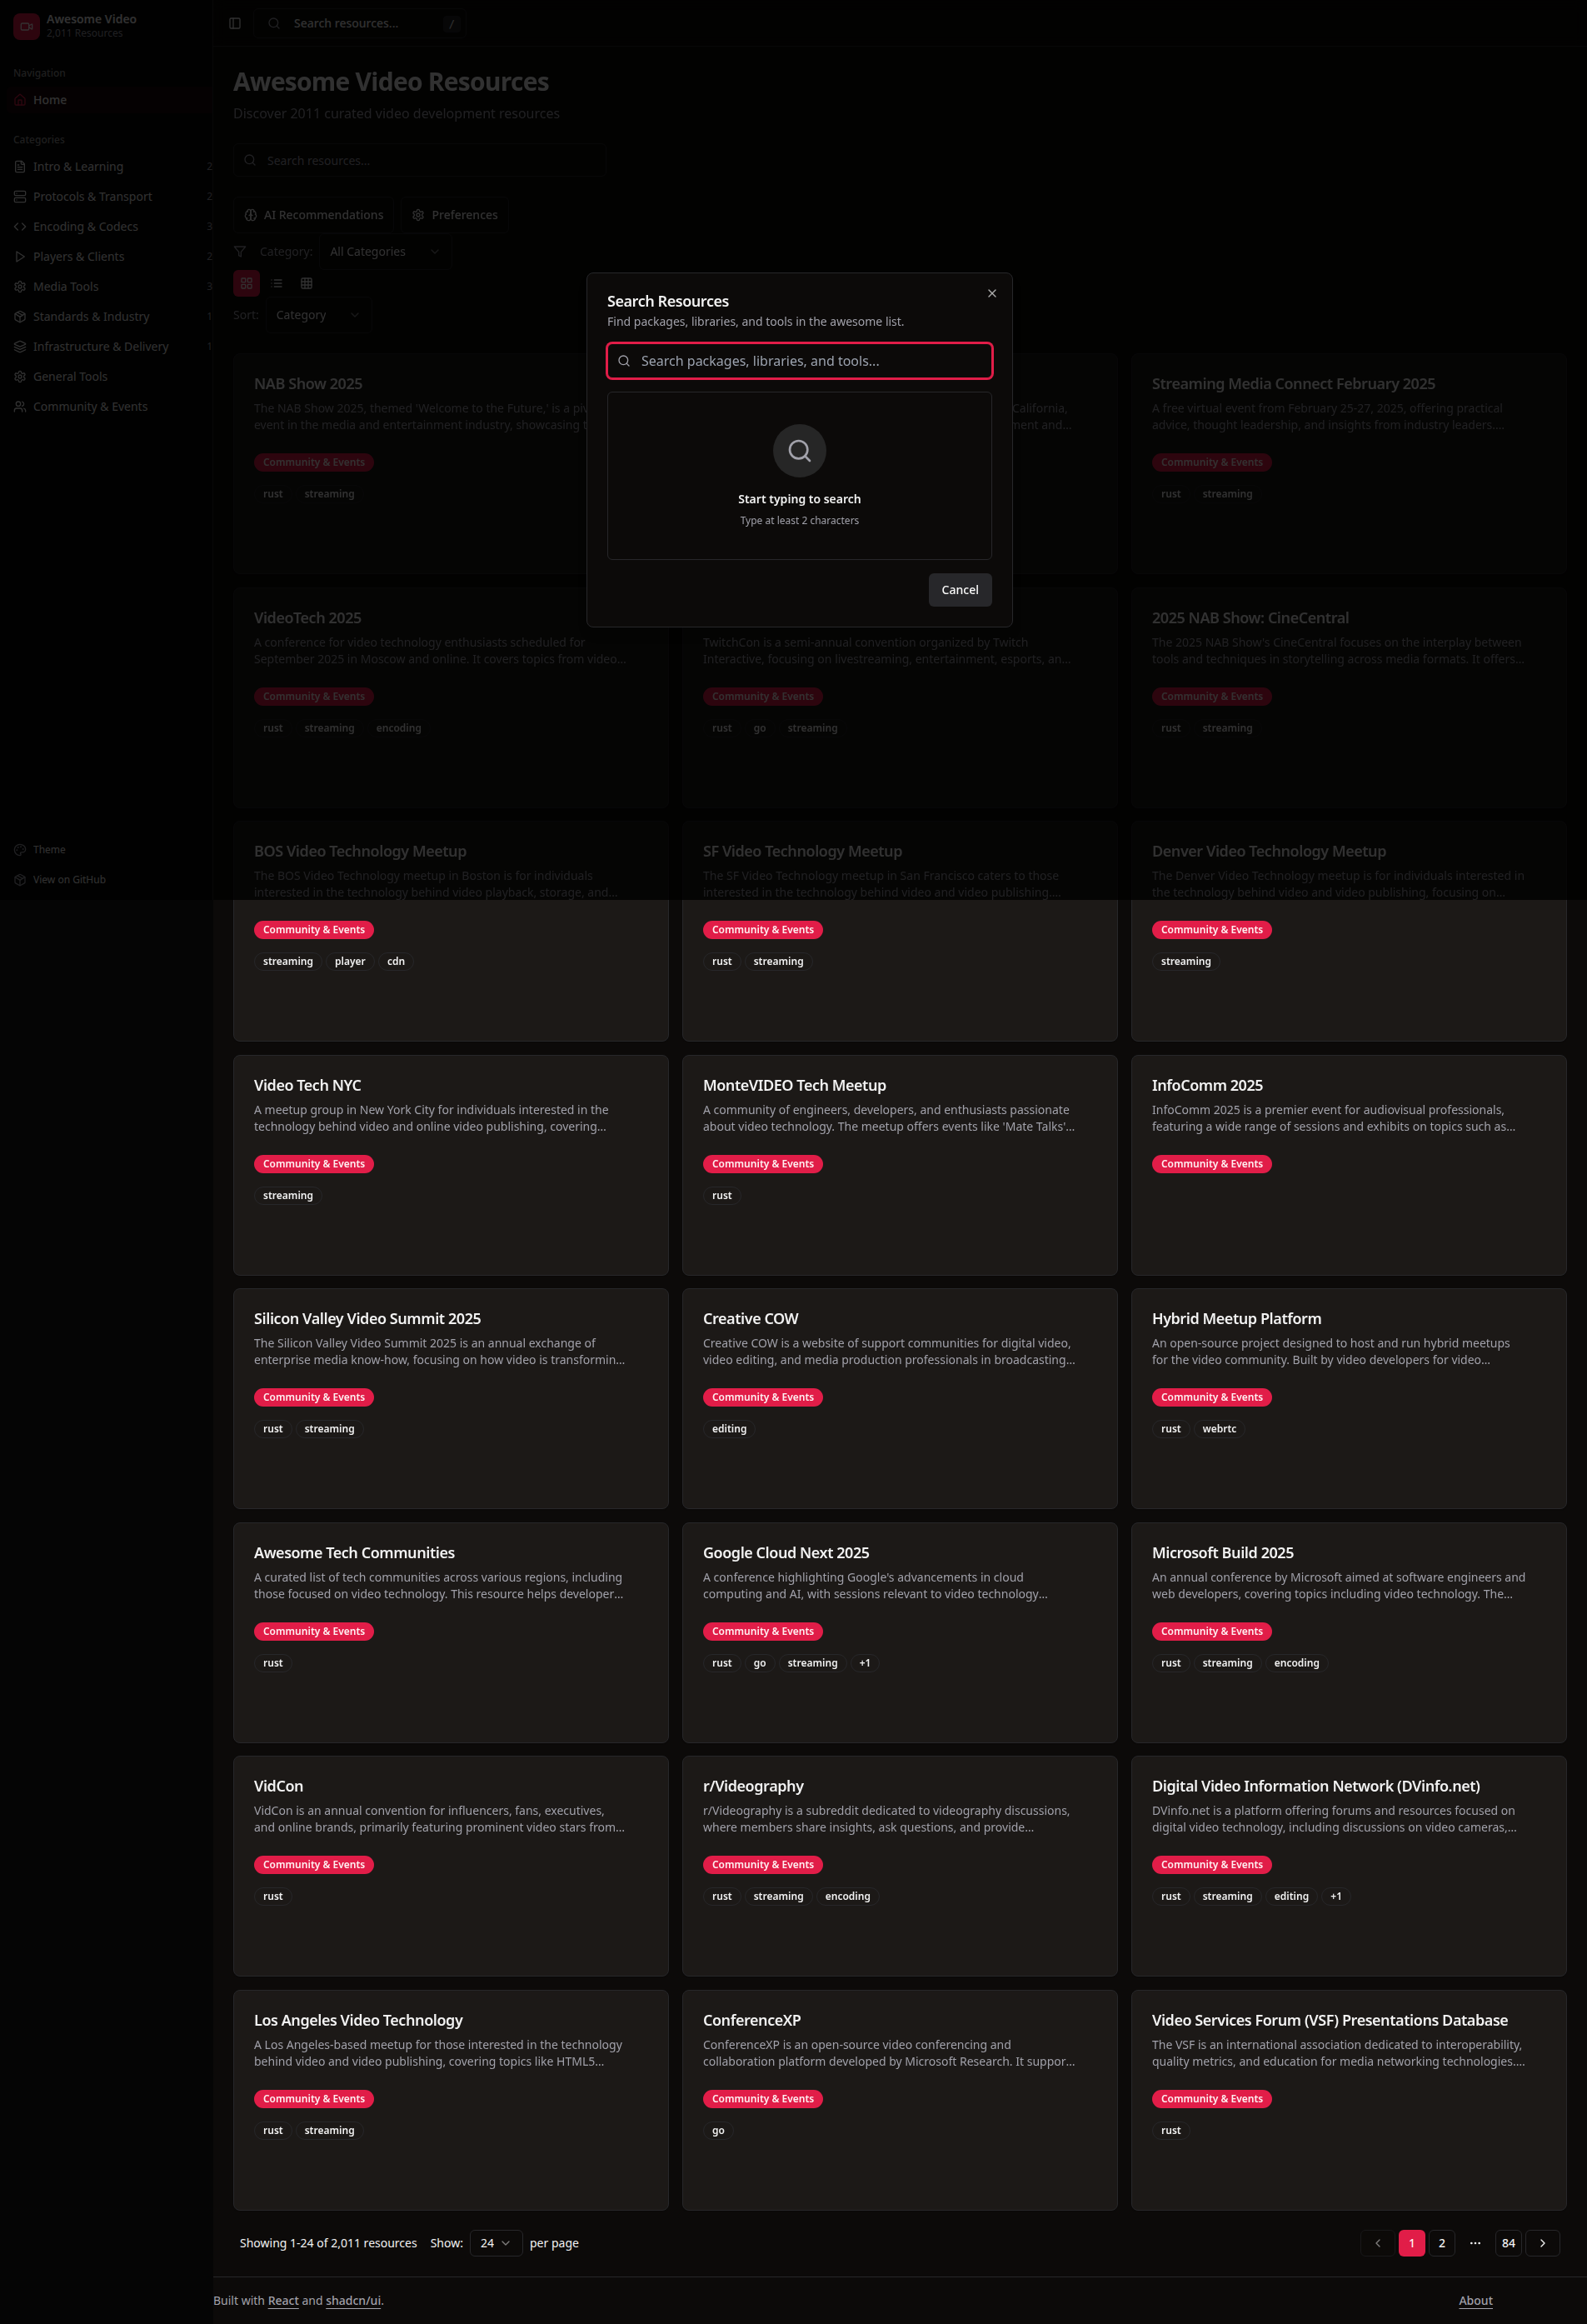 Awesome Video
2,011 Resources
Navigation
Home
Categories
Intro & Learning 2
Protocols & Transport 2
Encoding & Codecs 3
Players & Clients 2
Media Tools 3
Standards & Industry 1
Infrastructure & Delivery 1
General Tools
Community & Events
Theme
View on GitHub
Search resources... /
Awesome Video Resources
Discover 2011 curated video development resources
Search resources...
AI Recommendations Preferences
Category: All Categories
Sort: Category
Search Resources
Find packages, libraries, and tools in the awesome list.
Search packages, libraries, and tools...
Start typing to search
Type at least 2 characters
Cancel
NAB Show 2025
The NAB Show 2025, themed 'Welcome to the Future,' is a
event in the media and entertainment industry, showcasing
Community & Events
rust streaming
California,
and...
Streaming Media Connect February 2025
A free virtual event from February 25-27, 2025, offering practical
advice, thought leadership, and insights from industry leaders....
Community & Events
rust streaming
VideoTech 2025
A conference for video technology enthusiasts scheduled for
September 2025 in Moscow and online. It covers topics from video...
Community & Events
rust streaming encoding
TwitchCon is a semi-annual convention organized by Twitch
Interactive, focusing on livestreaming, entertainment, esports, an...
Community & Events
rust go streaming
2025 NAB Show: CineCentral
The 2025 NAB Show's CineCentral focuses on the interplay between
tools and techniques in storytelling across media formats. It offers...
Community & Events
rust streaming
BOS Video Technology Meetup
The BOS Video Technology meetup in Boston is for individuals
interested in the technology behind video playback, storage, and...
Community & Events
streaming player cdn
SF Video Technology Meetup
The SF Video Technology meetup in San Francisco caters to those
interested in the technology behind video and video publishing....
Community & Events
rust streaming
Denver Video Technology Meetup
The Denver Video Technology meetup is for individuals interested in
the technology behind video and video publishing, focusing on...
Community & Events
streaming
Video Tech NYC
A meetup group in New York City for individuals interested in the
technology behind video and online video publishing, covering...
Community & Events
streaming
MonteVIDEO Tech Meetup
A community of engineers, developers, and enthusiasts passionate
about video technology. The meetup offers events like 'Mate Talks'...
Community & Events
rust
InfoComm 2025
InfoComm 2025 is a premier event for audiovisual professionals,
featuring a wide range of sessions and exhibits on topics such as...
Community & Events
Silicon Valley Video Summit 2025
The Silicon Valley Video Summit 2025 is an annual exchange of
enterprise media know-how, focusing on how video is transformin...
Community & Events
rust streaming
Creative COW
Creative COW is a website of support communities for digital video,
video editing, and media production professionals in broadcasting...
Community & Events
editing
Hybrid Meetup Platform
An open-source project designed to host and run hybrid meetups
for the video community. Built by video developers for video...
Community & Events
rust webrtc
Awesome Tech Communities
A curated list of tech communities across various regions, including
those focused on video technology. This resource helps developer...
Community & Events
rust
Google Cloud Next 2025
A conference highlighting Google's advancements in cloud
computing and AI, with sessions relevant to video technology...
Community & Events
rust go streaming +1
Microsoft Build 2025
An annual conference by Microsoft aimed at software engineers and
web developers, covering topics including video technology. The...
Community & Events
rust streaming encoding
VidCon
VidCon is an annual convention for influencers, fans, executives,
and online brands, primarily featuring prominent video stars from...
Community & Events
rust
r/Videography
r/Videography is a subreddit dedicated to videography discussions,
where members share insights, ask questions, and provide...
Community & Events
rust streaming encoding
Digital Video Information Network (DVinfo.net)
DVinfo.net is a platform offering forums and resources focused on
digital video technology, including discussions on video cameras,...
Community & Events
rust streaming editing +1
Los Angeles Video Technology
A Los Angeles-based meetup for those interested in the technology
behind video and video publishing, covering topics like HTML5...
Community & Events
rust streaming
ConferenceXP
ConferenceXP is an open-source video conferencing and
collaboration platform developed by Microsoft Research. It suppor...
Community & Events
go
Video Services Forum (VSF) Presentations Database
The VSF is an international association dedicated to interoperability,
quality metrics, and education for media networking technologies....
Community & Events
rust
Showing 1-24 of 2,011 resources Show: 24 per page
1 2 ... 84
Built with React and shadcn/ui.
About